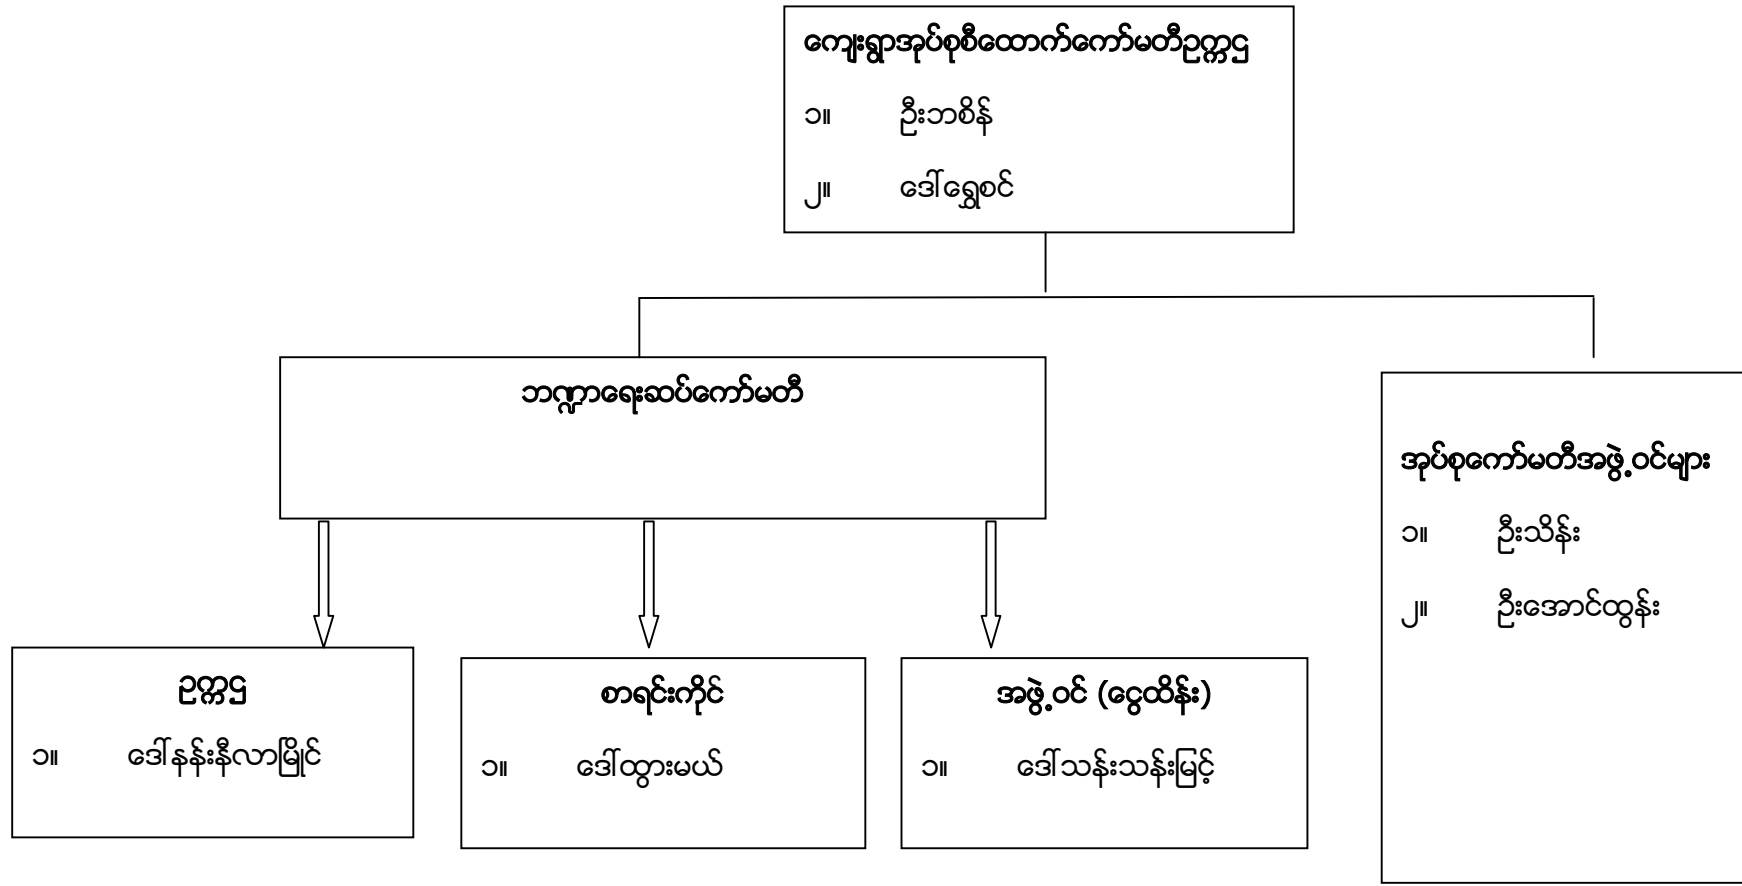 ကျေးရွာအုပ်စုစီထောက်ကော်မတီဥက္ကဌ
၁။ ဦးဘစိန်
၂။ ဒေါ်ရွှေစင်
ဘဏ္ဍာရေးဆပ်ကော်မတီ
အုပ်စုကော်မတီအဖွဲ့ဝင်များ
၁။ ဦးသိန်း
၂။ ဦးအောင်ထွန်း
ဥက္ကဌ
၁။ ဒေါ်နန်းနီလာမြိုင်
စာရင်းကိုင်
၁။ ဒေါ်ထွားမယ်
အဖွဲ့ဝင် (ငွေထိန်း)
၁။ ဒေါ်သန်းသန်းမြင့်